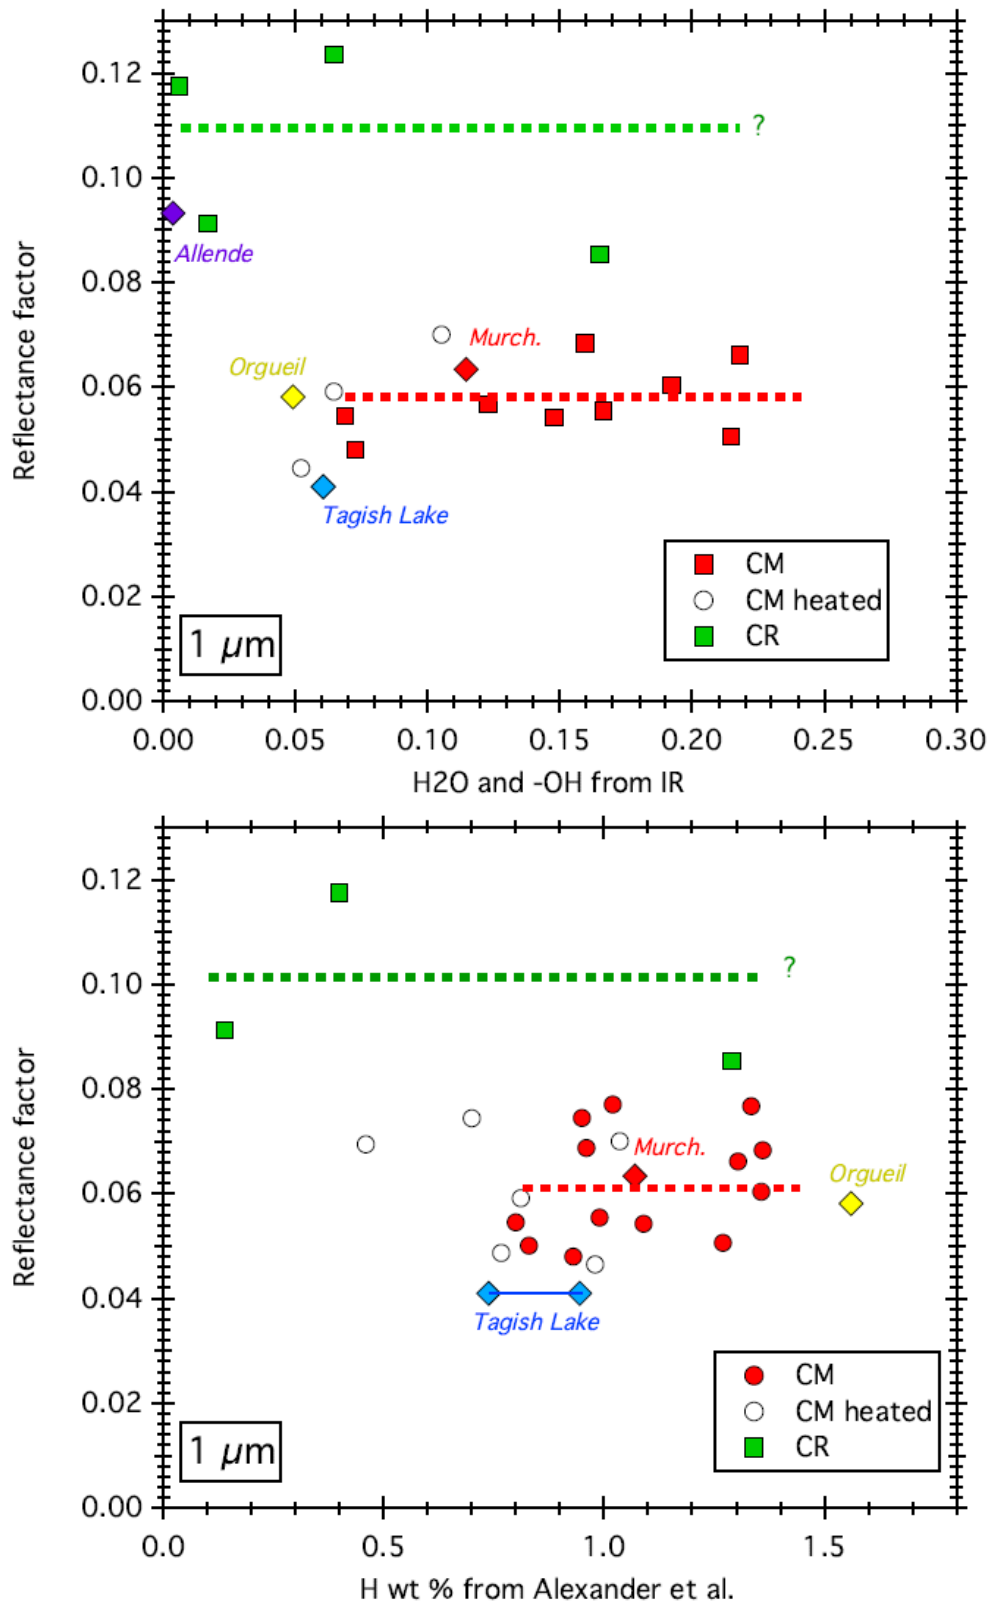 0.12
?
0.10
Allende
0.08
Reflectance factor
Murch.
Orgueil
0.06
0.04
Tagish Lake
CM
0.02
CM heated
CR
1 µm
0.00
0.00 0.05 0.10 0.15 0.20 0.25 0.30
H2O and -OH from IR
0.12
?
0.10
0.08
Reflectance factor
Murch.
Orgueil
0.06
0.04
Tagish Lake
CM
0.02
CM heated
CR
1 µm
0.00
0.0 0.5 1.0 1.5
H wt % from Alexander et al.